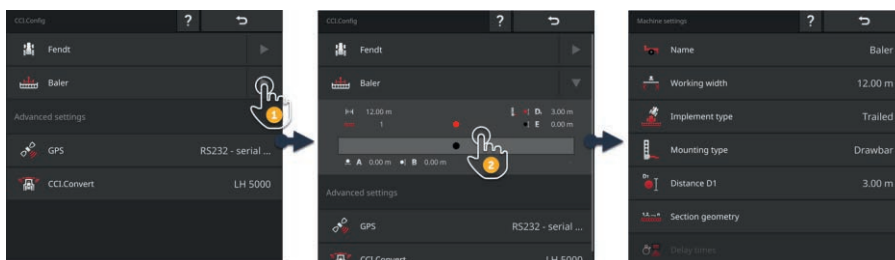 CCI.Config
?
Fendt
Baler
1
Advanced settings
GPS RS232 - serial ...
CCI.Convert LH 5000
CCI.Config
?
Fendt
Baler
12.00 m D₁ 3.00 m
1 E 0.00 m
2
A 0.00 m B 0.00 m
Advanced settings
GPS RS232 - serial ...
CCI.Convert LH 5000
Machine settings
?
Name Baler
Working width 12.00 m
Implement type Trailed
Mounting type Drawbar
D1
Distance D1 3.00 m
Section geometry
Delay times